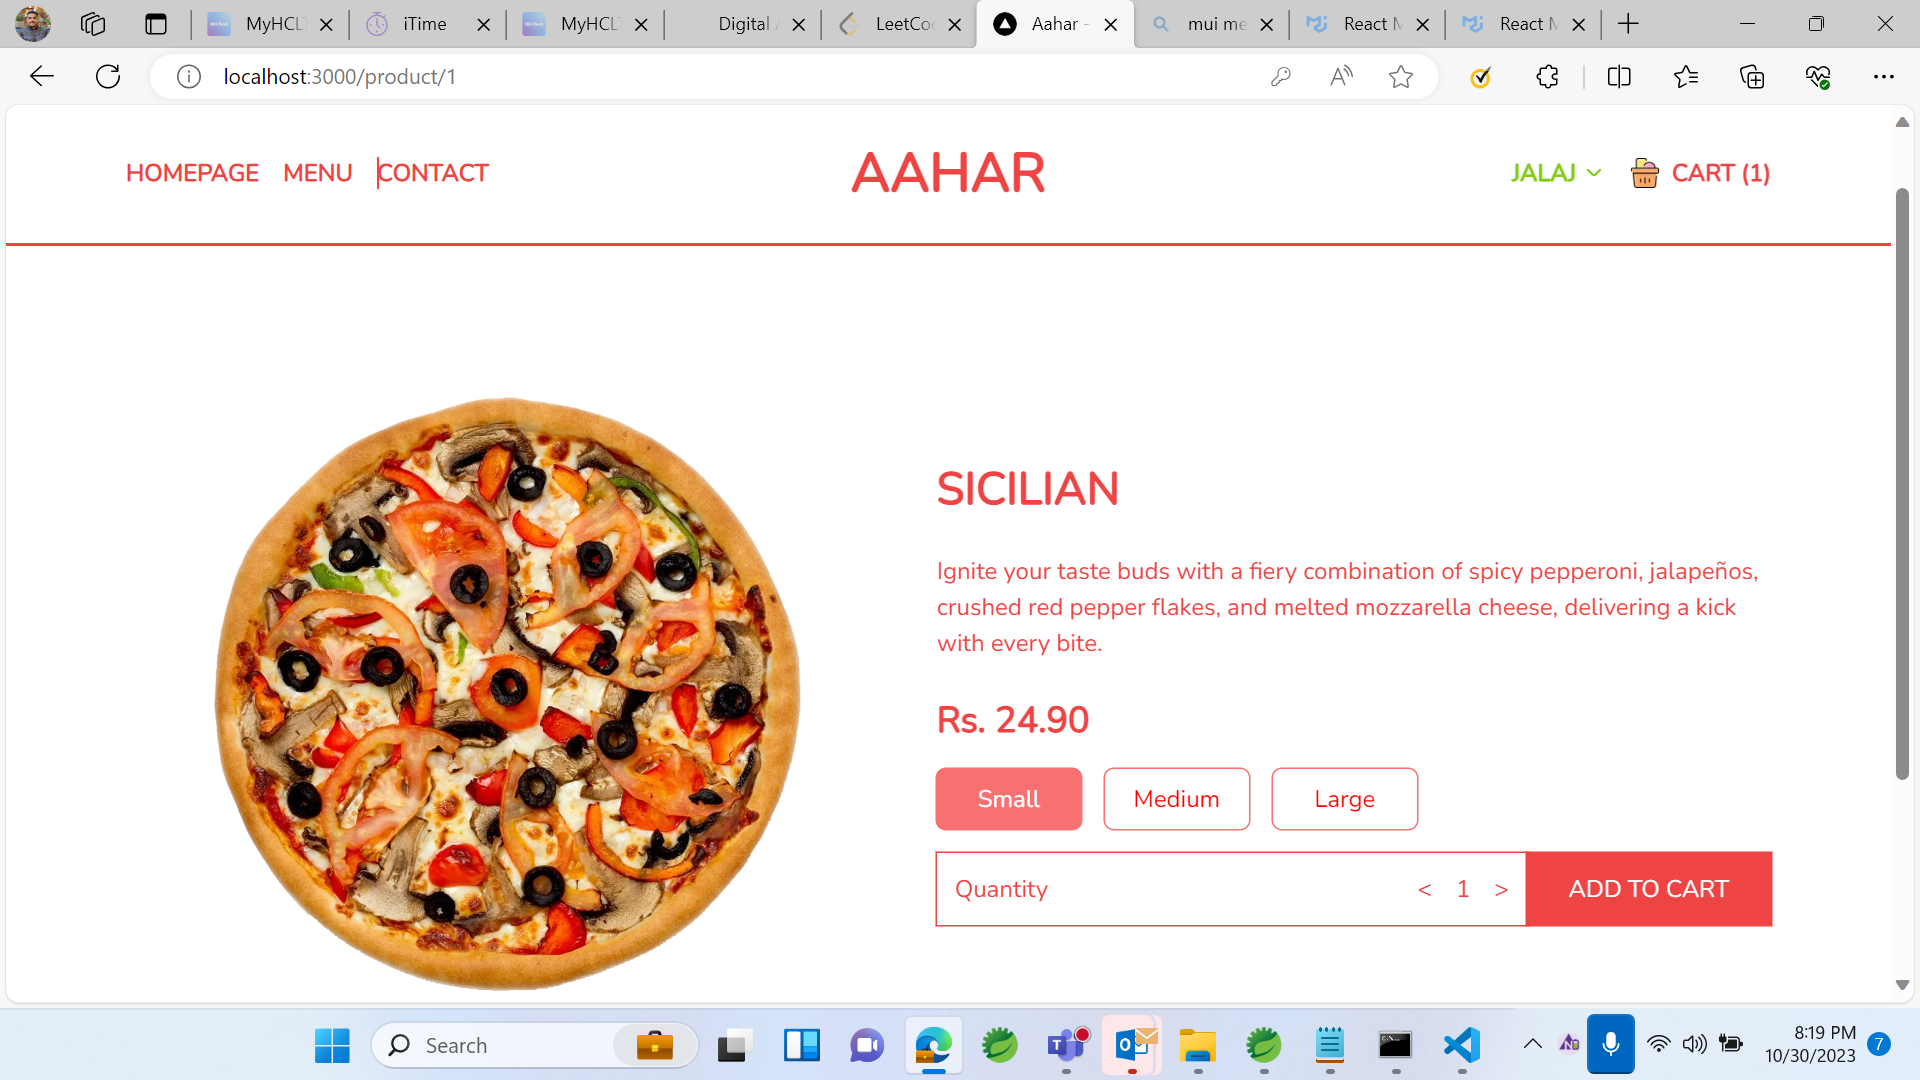 MyHCL
iTime
MyHCL
Digital
LeetCo
Aahar -
mui me
React M
React M
localhost:3000/product/1
HOMEPAGE MENU CONTACT
AAHAR
JALAJ
CART (1)
SICILIAN
Ignite your taste buds with a fiery combination of spicy pepperoni, jalapeños,
crushed red pepper flakes, and melted mozzarella cheese, delivering a kick
with every bite.
Rs. 24.90
Small
Medium
Large
Quantity < 1 >
ADD TO CART
Search
8:19 PM
10/30/2023
7